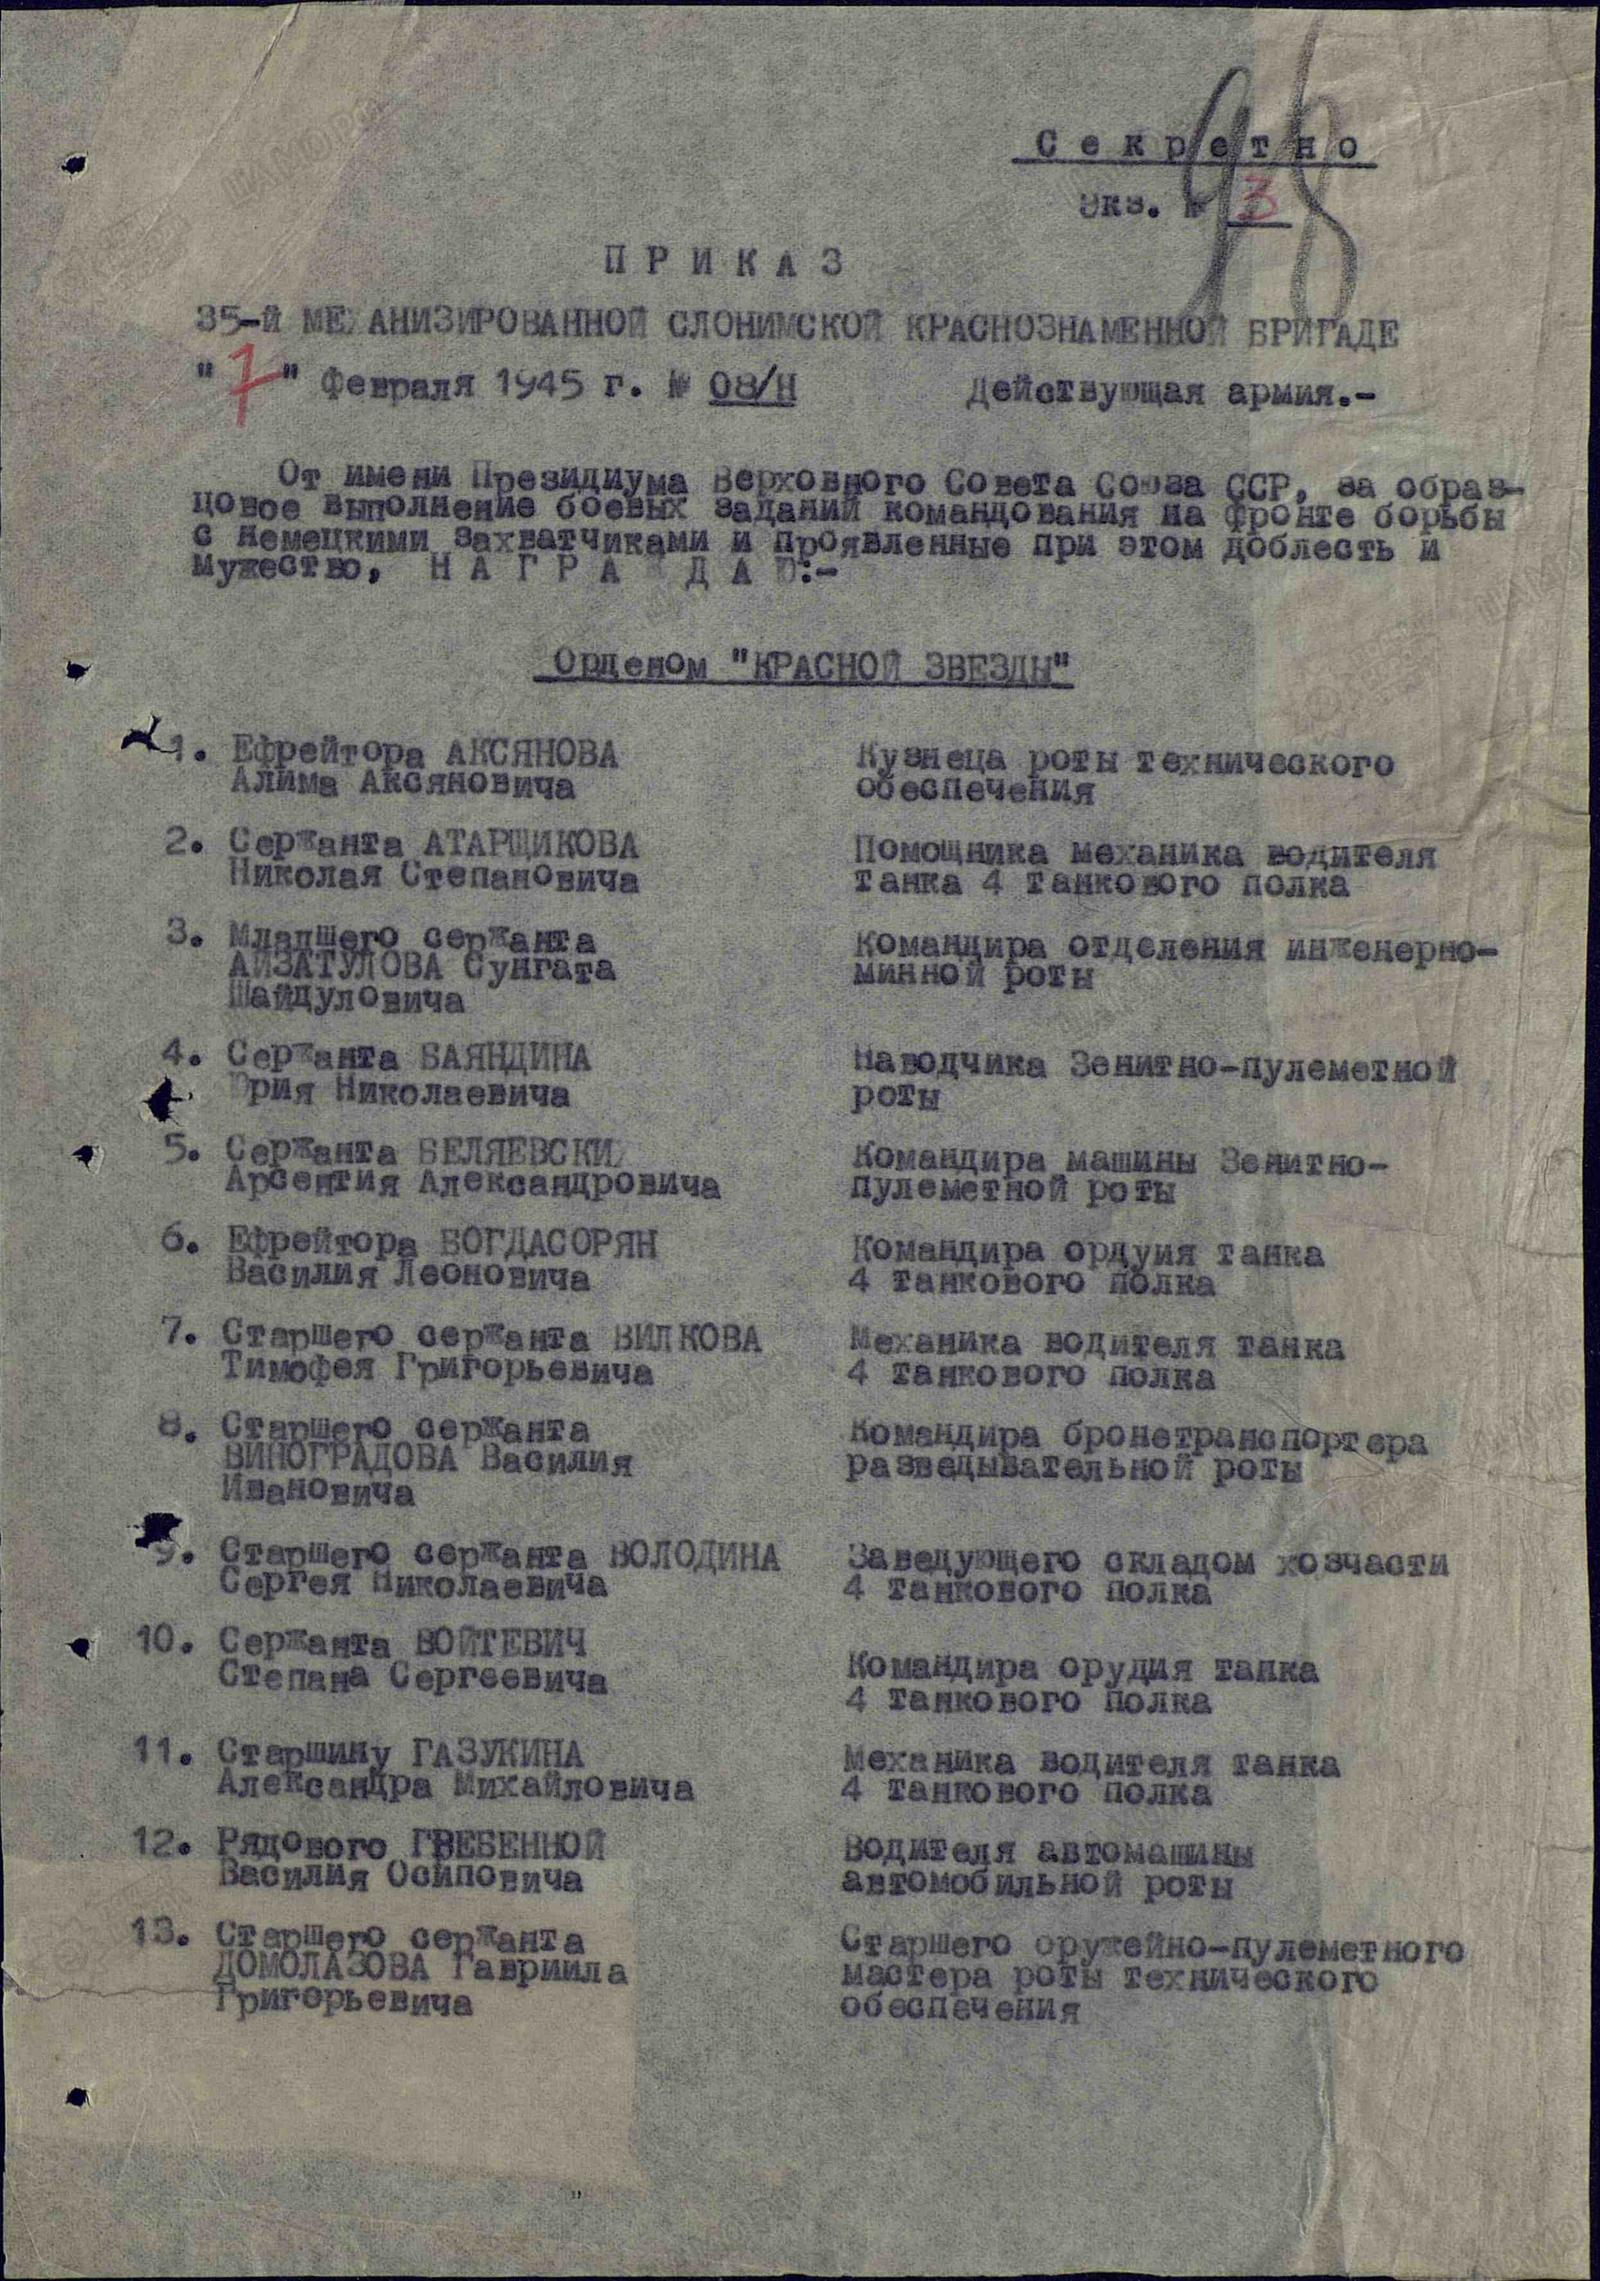 98
Секретно
Экз. № 3
ПРИКАЗ
35-й МЕХАНИЗИРОВАННОЙ СЛОНИМСКОЙ КРАСНОЗНАМЕННОЙ БРИГАДЕ
"7" Февраля 1945 г. № 08/Н Действующая армия.-
От имени Президиума Верховного Совета Союза ССР, за образ-
цовое выполнение боевых заданий командования на фронте борьбы
с немецкими захватчиками и проявленные при этом доблесть и
мужество, НАГРАЖДАЮ:-
Орденом "КРАСНОЙ ЗВЕЗДЫ"
1. Ефрейтора АКСЯНОВА Кузнеца роты технического
Алима Аксяновича обеспечения
2. Сержанта АТАРЩИКОВА Помощника механика водителя
Николая Степановича танка 4 танкового полка
3. Младшего сержанта Командира отделения инженерно-
АЙЗАТУЛОВА Сунгата минной роты
Шайдуловича
4. Сержанта БАЯНДИНА Наводчика Зенитно-пулеметной
Юрия Николаевича роты
5. Сержанта БЕЛЯЕВСКИХ Командира машины Зенитно-
Арсентия Александровича пулеметной роты
6. Ефрейтора БОГДАСОРЯН Командира ордуия танка
Василия Леоновича 4 танкового полка
7. Старшего сержанта ВИЛКОВА Механика водителя танка
Тимофея Григорьевича 4 танкового полка
8. Старшего сержанта Командира бронетранспортера
ВИНОГРАДОВА Василия разведывательной роты
Ивановича
9. Старшего сержанта ВОЛОДИНА Заведующего складом хозчасти
Сергея Николаевича 4 танкового полка
10. Сержанта ВОЙТЕВИЧ
Степана Сергеевича Командира орудия танка
4 танкового полка
11. Старшину ГАЗУКИНА Механика водителя танка
Александра Михайловича 4 танкового полка
12. Рядового ГРЕБЕННОЙ Водителя автомашины
Василия Осиповича автомобильной роты
13. Старшего сержанта Старшего оружейно-пулеметного
ДОМОЛАЗОВА Гавриила мастера роты технического
Григорьевича обеспечения